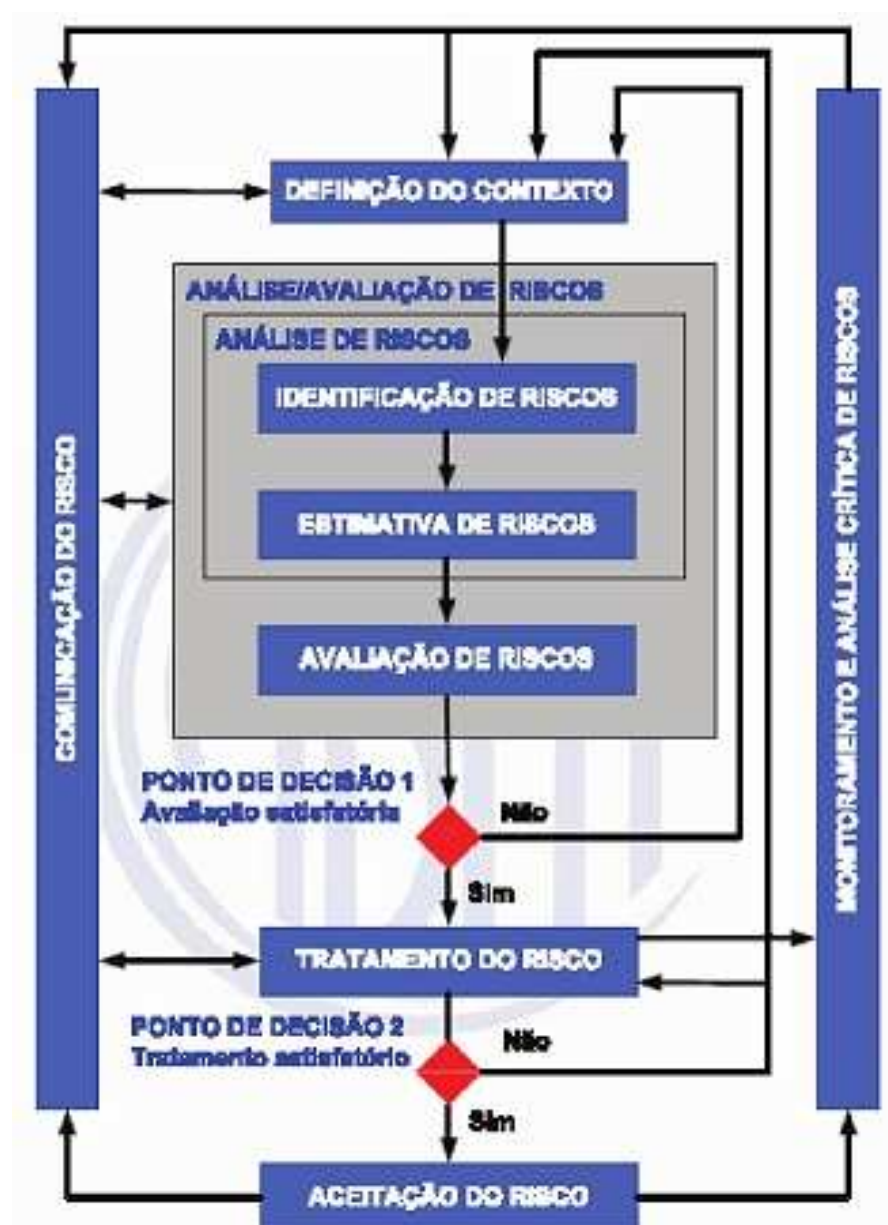 DEFINIÇÃO DO CONTEXTO
ANÁLISE/AVALIAÇÃO DE RISCOS
ANÁLISE DE RISCOS
IDENTIFICAÇÃO DE RISCOS
ESTIMATIVA DE RISCOS
AVALIAÇÃO DE RISCOS
COMUNICAÇÃO DO RISCO
MONITORAMENTO E ANÁLISE CRÍTICA DE RISCOS
PONTO DE DECISÃO 1
Avaliação satisfatória
Não
Sim
TRATAMENTO DO RISCO
PONTO DE DECISÃO 2
Tratamento satisfatório
Não
Sim
ACEITAÇÃO DO RISCO